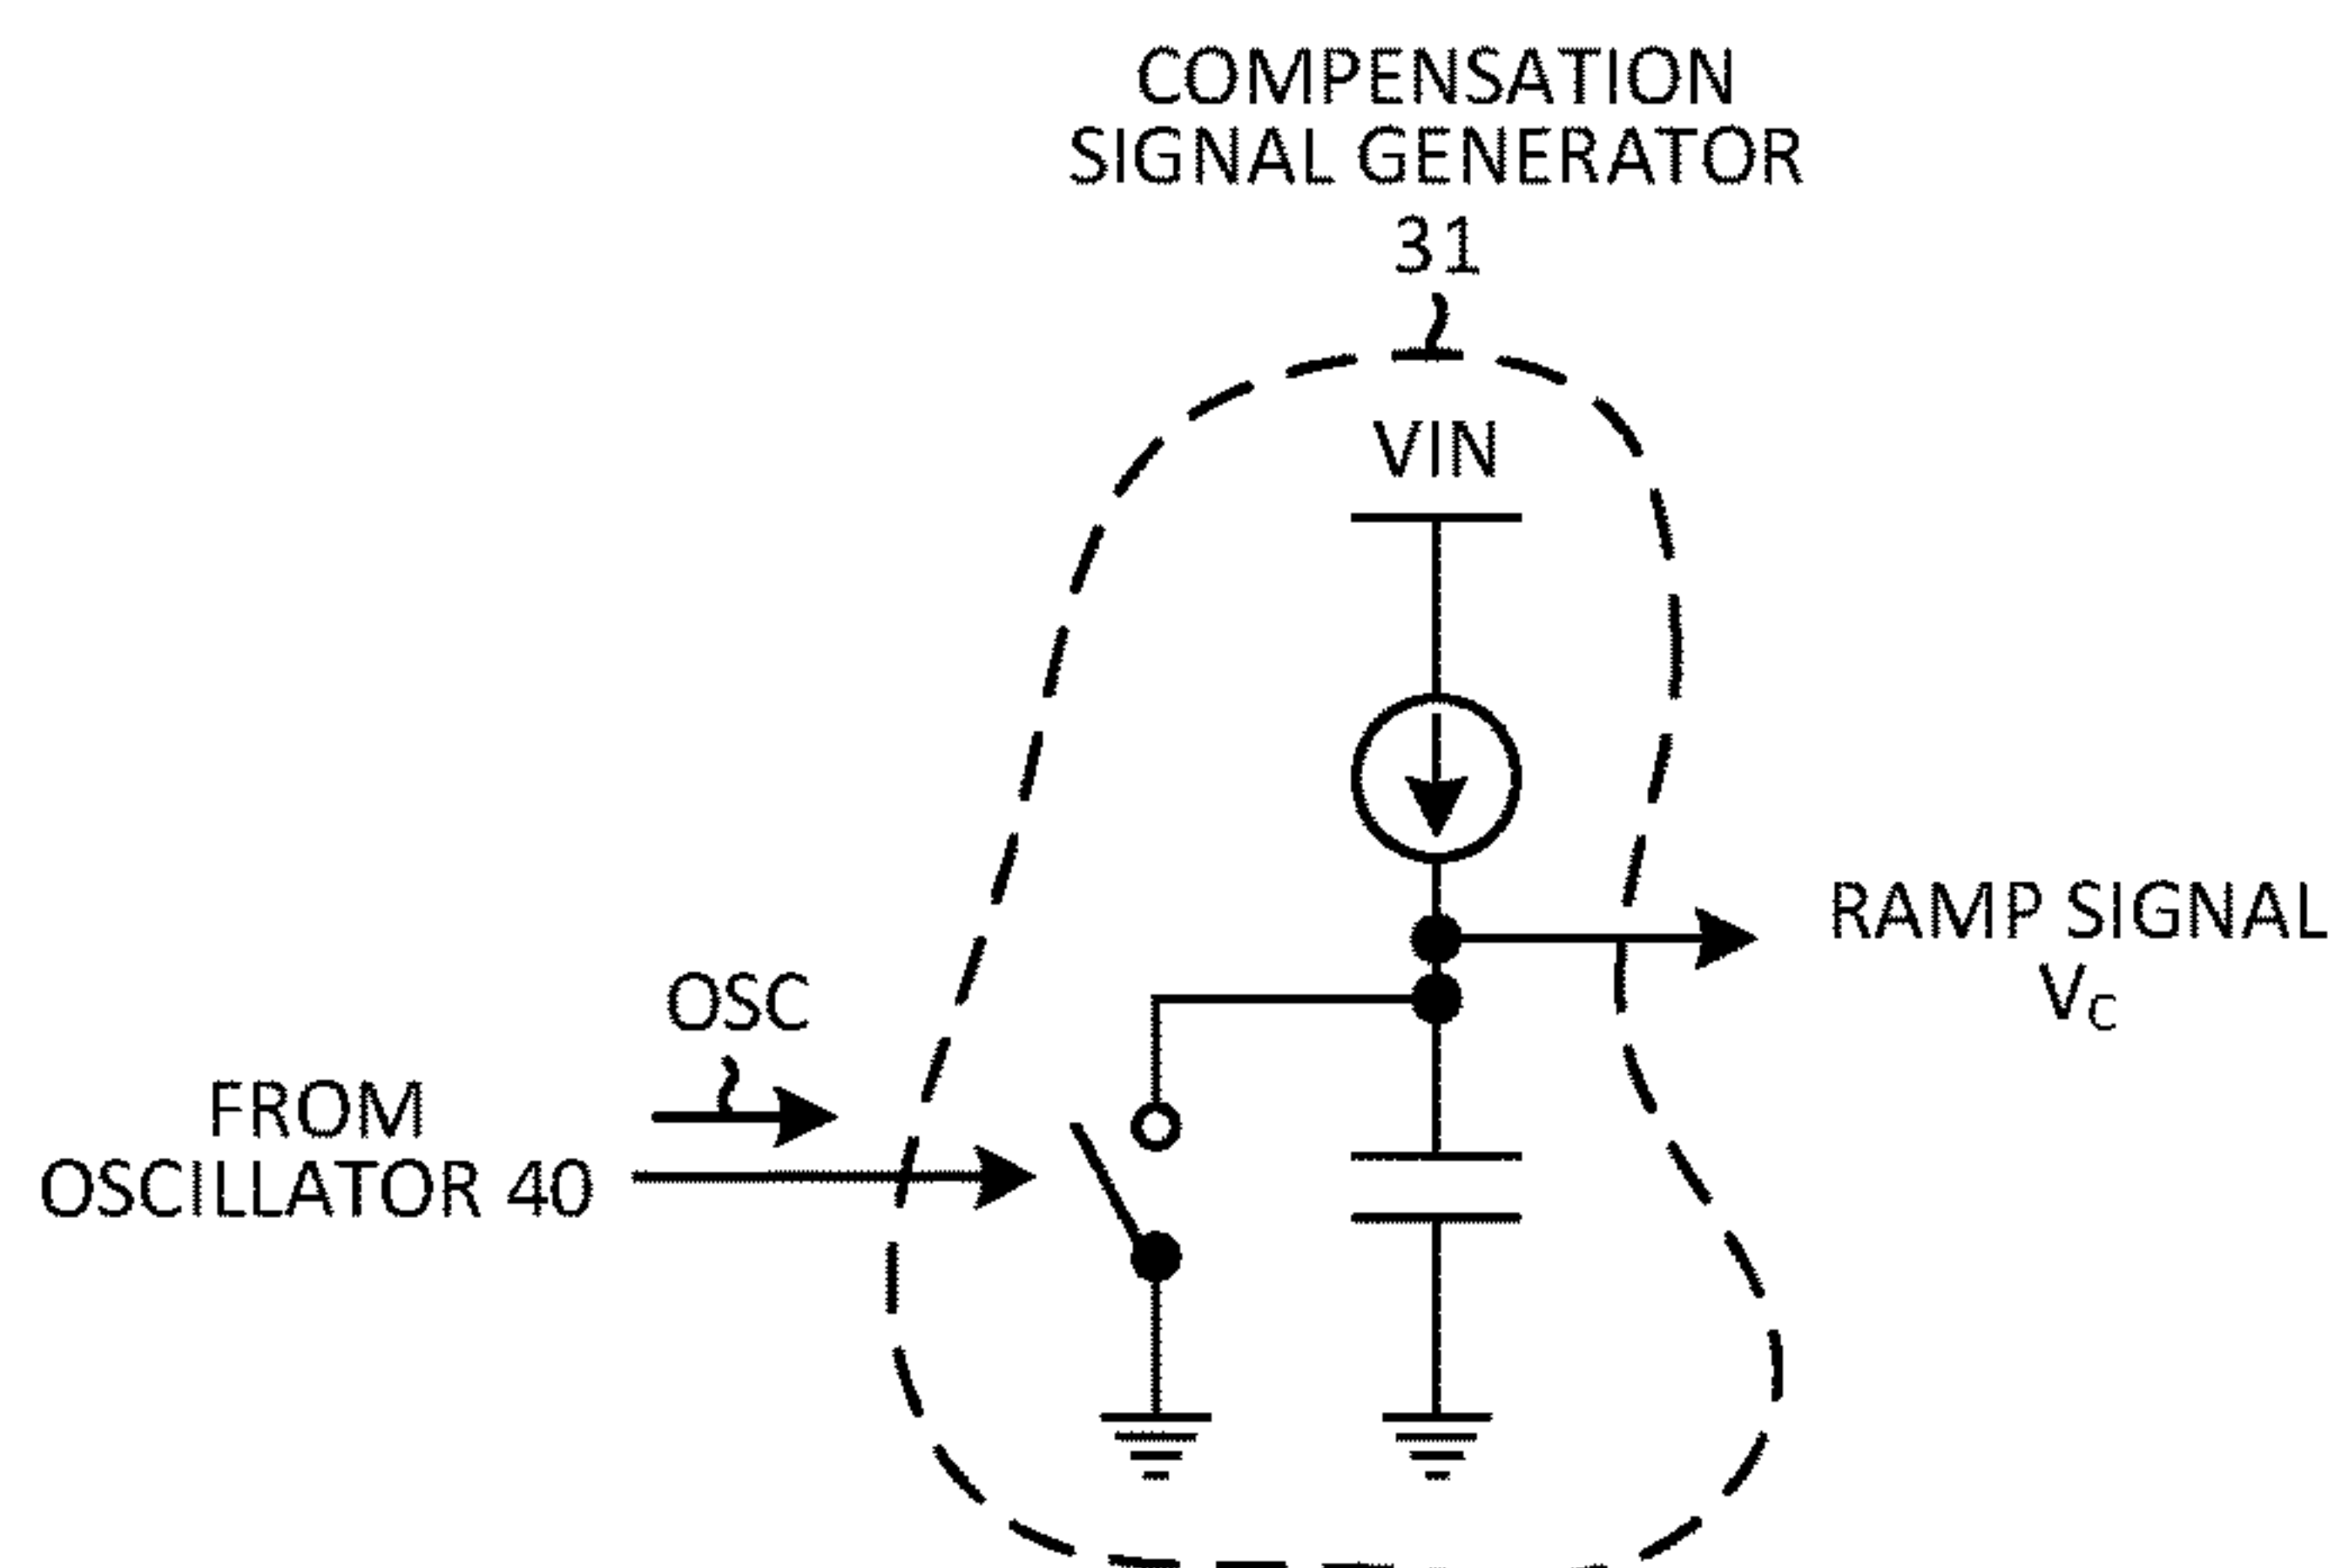 COMPENSATION
SIGNAL GENERATOR
31
VIN
RAMP SIGNAL
VC
OSC
FROM
OSCILLATOR 40